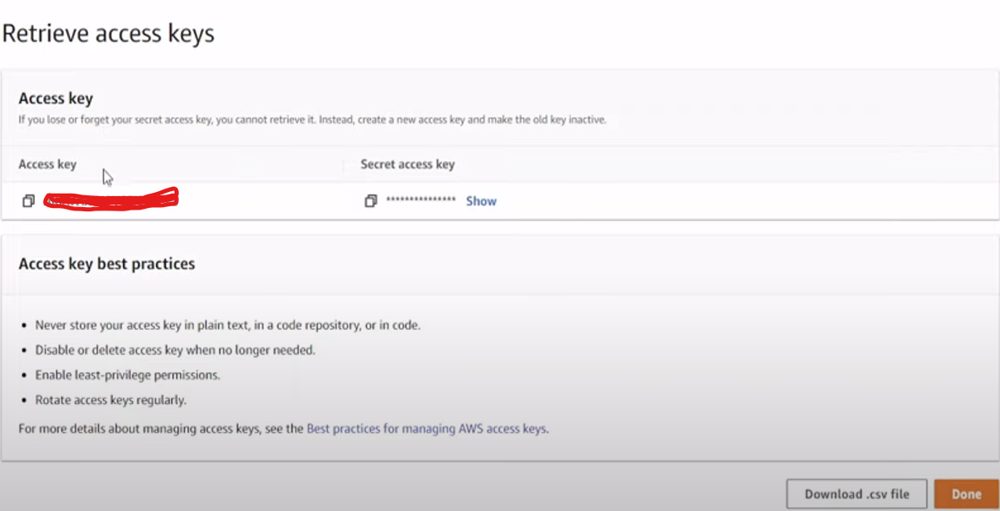 Retrieve access keys
Access key
If you lose or forget your secret access key, you cannot retrieve it. Instead, create a new access key and make the old key inactive.
Access key
Secret access key
*************** Show
Access key best practices
• Never store your access key in plain text, in a code repository, or in code.
• Disable or delete access key when no longer needed.
• Enable least-privilege permissions.
• Rotate access keys regularly.
For more details about managing access keys, see the Best practices for managing AWS access keys.
Download .csv file
Done